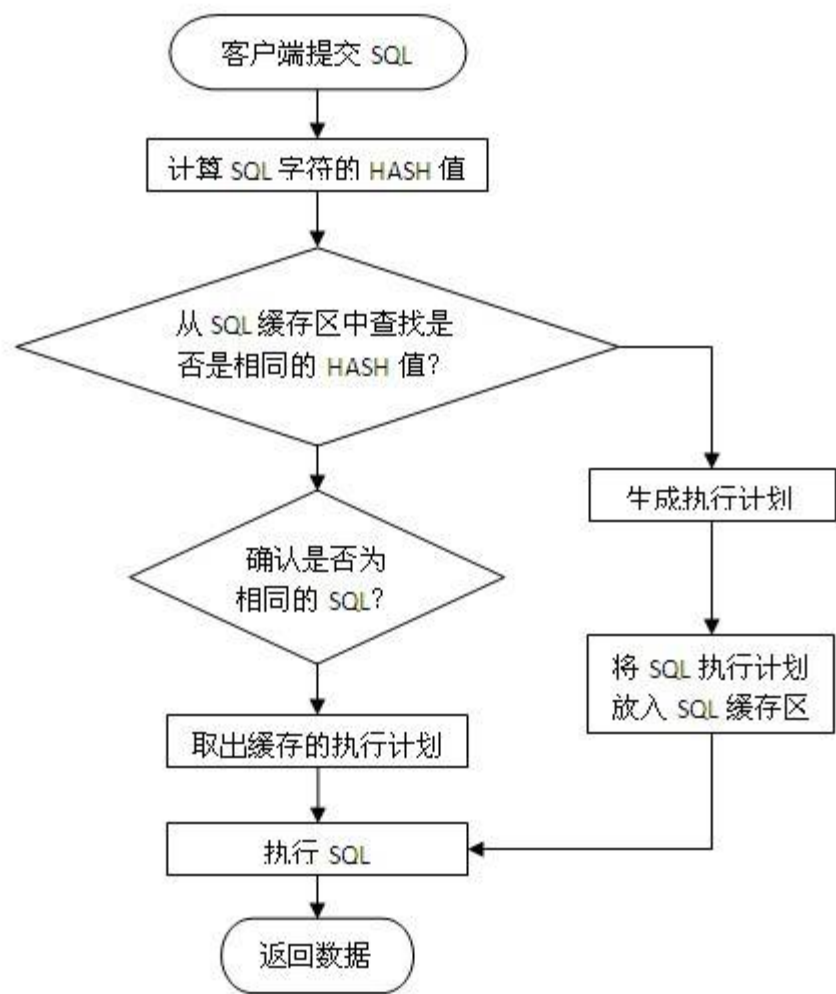 客户端提交 SQL
计算 SQL 字符的 HASH 值
从 SQL 缓存区中查找是
否是相同的 HASH 值?
生成执行计划
确认是否为
相同的 SQL?
将 SQL 执行计划
放入 SQL 缓存区
取出缓存的执行计划
执行 SQL
返回数据